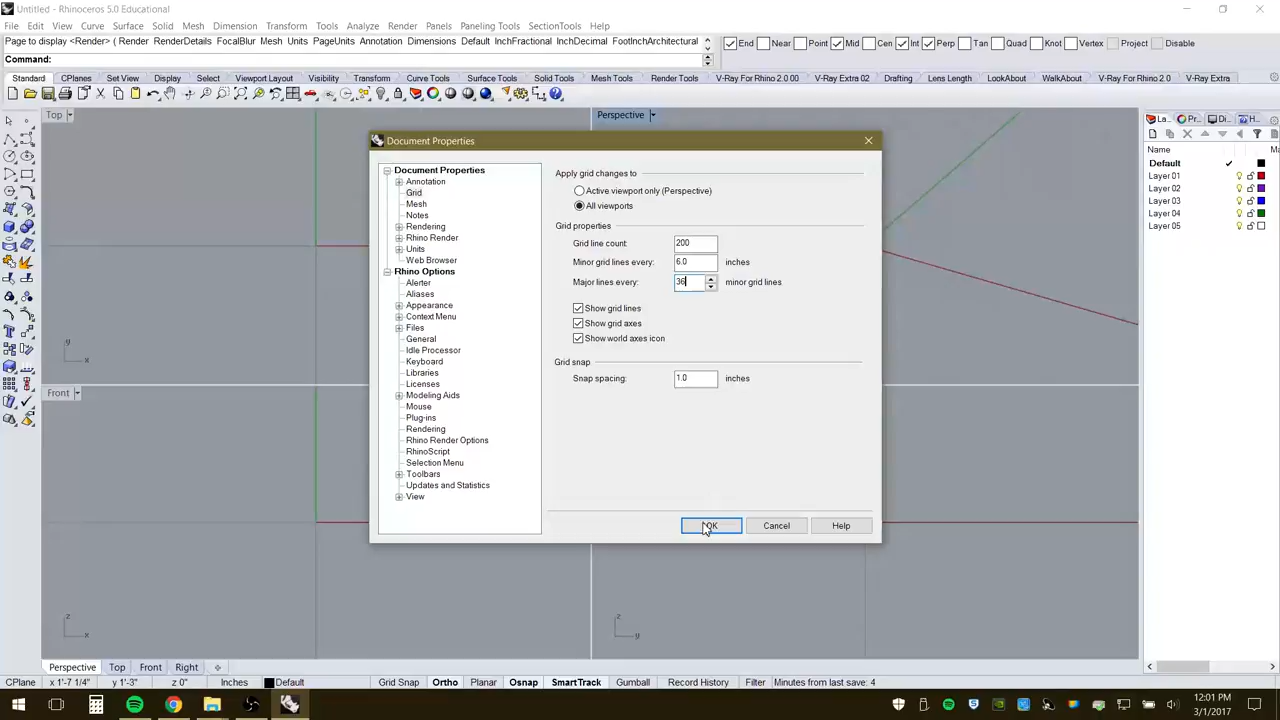 Untitled - Rhinoceros 5.0 Educational
File Edit View Curve Surface Solid Mesh Dimension Transform Tools Analyze Render Panels Paneling Tools SectionTools Help
Page to display <Render> ( Render RenderDetails FocalBlur Mesh Units PageUnits Annotation Dimensions Default InchFractional InchDecimal FootInchArchitectural
End Near Point Mid Cen Int Perp Tan Quad Knot Vertex Project Disable
Command:
Standard CPlanes Set View Display Select Viewport Layout Visibility Transform Curve Tools Surface Tools Solid Tools Mesh Tools Render Tools V-Ray For Rhino 2.0 00 V-Ray Extra 02 Drafting Lens Length LookAbout WalkAbout V-Ray For Rhino 2.0 V-Ray Extra
Top
Perspective
La... Pr... Di... H...
Name Ma
Default
Layer 01
Layer 02
Layer 03
Layer 04
Layer 05
Document Properties
Document Properties
Annotation
Grid
Mesh
Notes
Rendering
Rhino Render
Units
Web Browser
Rhino Options
Alerter
Aliases
Appearance
Context Menu
Files
General
Idle Processor
Keyboard
Libraries
Licenses
Modeling Aids
Mouse
Plug-ins
Rendering
Rhino Render Options
RhinoScript
Selection Menu
Toolbars
Updates and Statistics
View
Apply grid changes to
Active viewport only (Perspective)
All viewports
Grid properties
Grid line count: 200
Minor grid lines every: 6.0 inches
Major lines every: 36 minor grid lines
Show grid lines
Show grid axes
Show world axes icon
Grid snap
Snap spacing: 1.0 inches
OK Cancel Help
y
x
Front
z
x
z
y
Perspective Top Front Right
CPlane x 1'-7 1/4" y 1'-3" z 0" Inches Default Grid Snap Ortho Planar Osnap SmartTrack Gumball Record History Filter Minutes from last save: 4
12:01 PM
3/1/2017